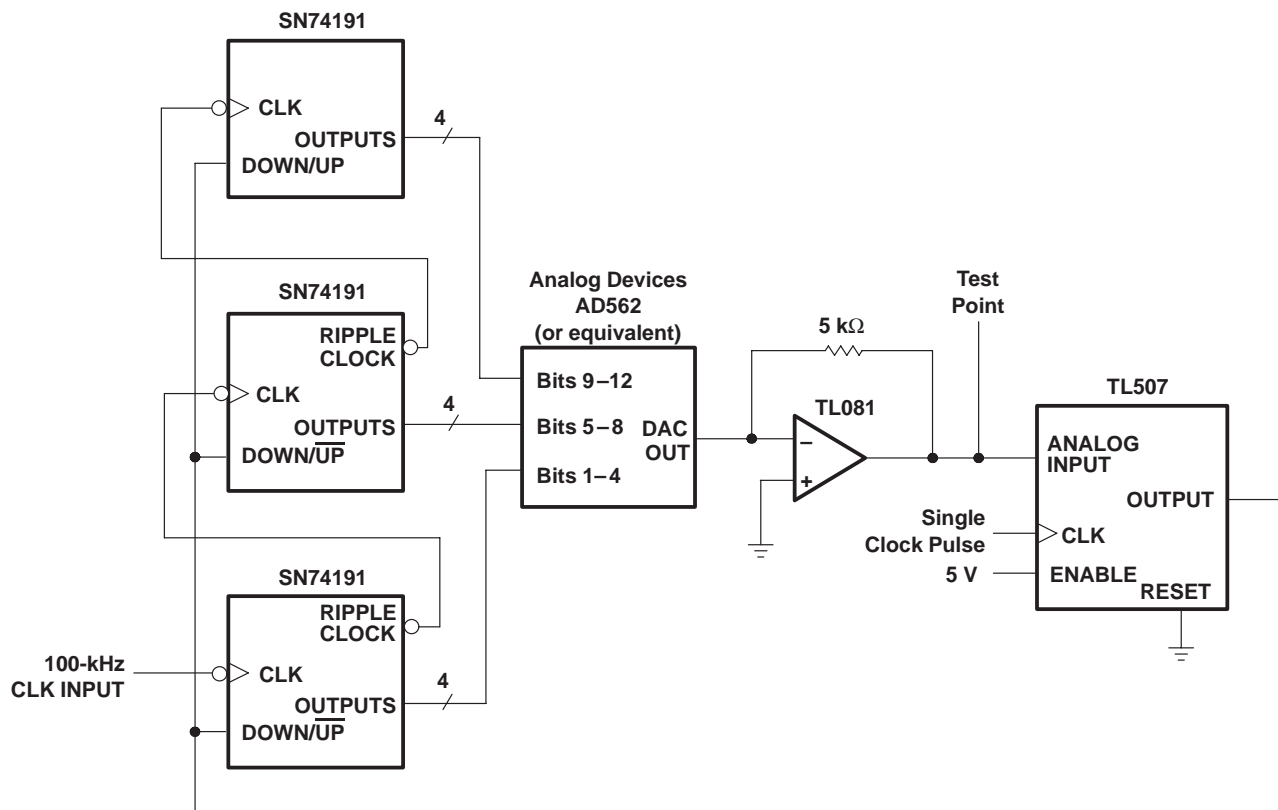 SN74191
CLK
OUTPUTS
DOWN/UP
4
SN74191
RIPPLE
CLOCK
CLK
OUTPUTS
DOWN/UP
4
SN74191
RIPPLE
CLOCK
CLK
OUTPUTS
DOWN/UP
4
100-kHz
CLK INPUT
Analog Devices
AD562
(or equivalent)
Bits 9–12
Bits 5–8
Bits 1–4
DAC
OUT
5 kΩ
TL081
–
+
Test
Point
TL507
ANALOG
INPUT
OUTPUT
CLK
ENABLE
RESET
Single
Clock Pulse
5 V